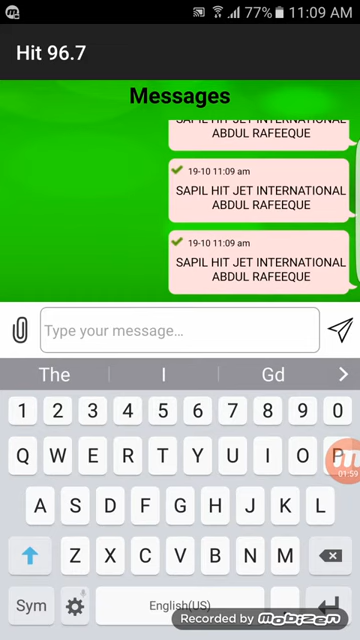 77% 11:09 AM
Hit 96.7
Messages
SAPIL HIT JET INTERNATIONAL
ABDUL RAFEEQUE
19-10 11:09 am
SAPIL HIT JET INTERNATIONAL
ABDUL RAFEEQUE
19-10 11:09 am
SAPIL HIT JET INTERNATIONAL
ABDUL RAFEEQUE
Type your message...
The I Gd
1 2 3 4 5 6 7 8 9 0
Q W E R T Y U I O P
01:59
A S D F G H J K L
Z X C V B N M
Sym English(US)
Recorded by Mobizen